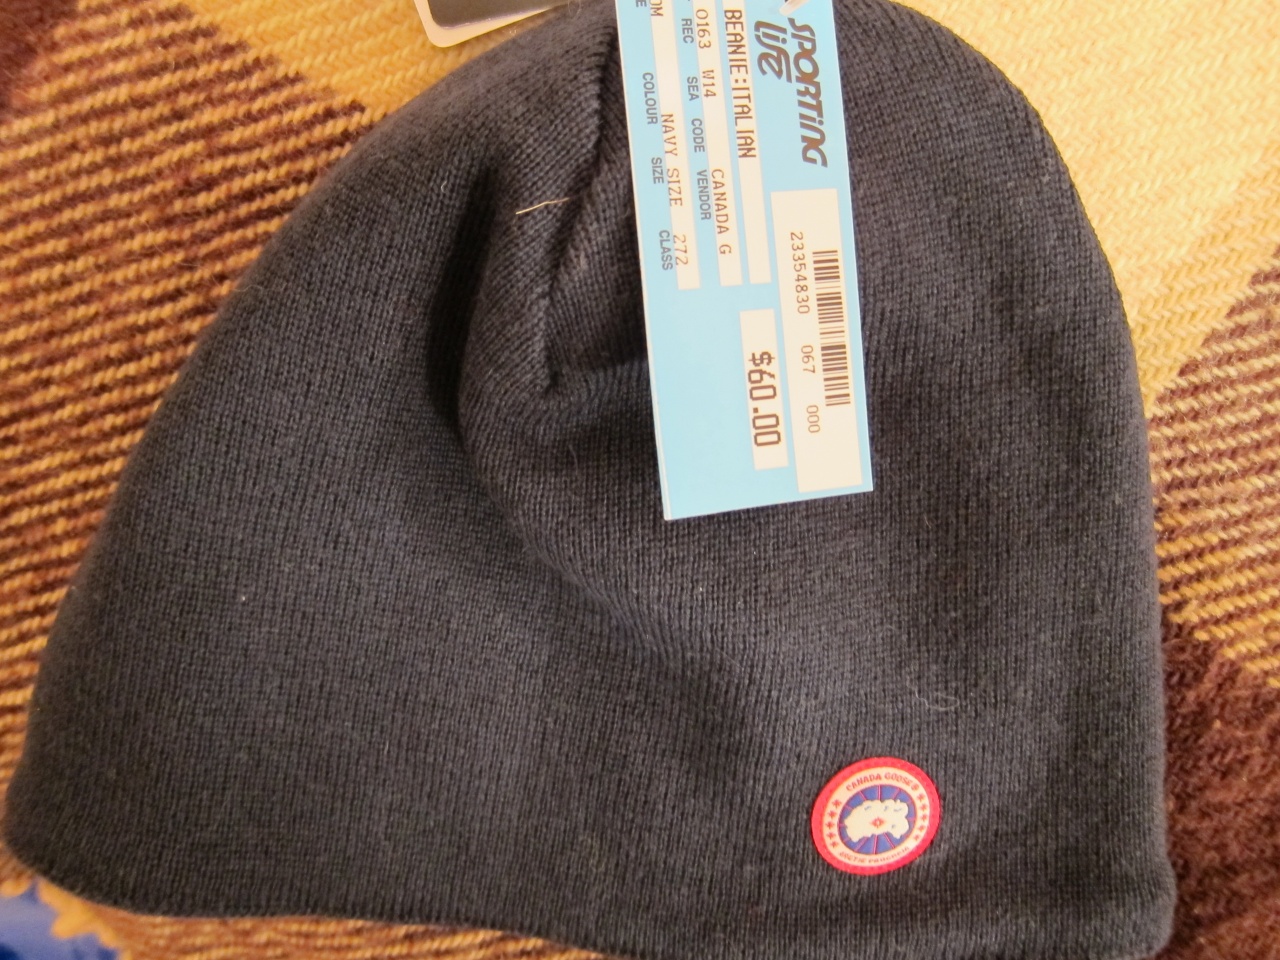 SPORTiNG
life
BEANIE:ITALIAN
0163 W14 CANADA G
REC SEA CODE VENDOR
NAVY SIZE 272
COLOUR SIZE CLASS
23354830 067 000
$60.00
CANADA GOOSE
ARCTIC PROGRAM